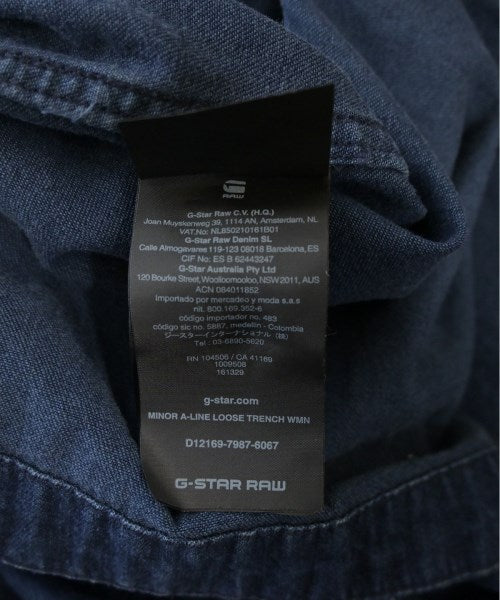 G
RAW
G-Star Raw C.V. (H.Q.)
Joan Muyskenweg 39, 1114 AN, Amsterdam, NL
VAT.No: NL850210161B01
G-Star Raw Denim SL
Calle Almogavares 119-123 08018 Barcelona, ES
CIF No: ES B 62443247
G-Star Australia Pty Ltd
120 Bourke Street, Woolloomooloo, NSW2011, AUS
ACN 084011852
Importado por mercadeo y moda s.a.s
nit. 800.169.352-6
código importador no. 483
código sic no. 5887, medellin - Colombia
ジースターインターナショナル (株)
Tel : 03-6890-5620
RN 104506 / CA 41169
1009508
161329
g-star.com
MINOR A-LINE LOOSE TRENCH WMN
D12169-7987-6067
G-STAR RAW